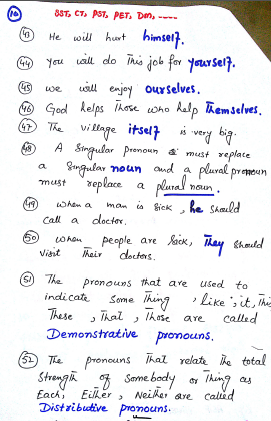 10 SST, CT, PST, PET, DM, -----
43 He will hurt himself.
44 you will do This job for yourself.
45 we will enjoy ourselves.
46 God helps Those who help Themselves.
47 The village itself is very big.
48 A Singular pronoun must replace
a Singular noun and a plural pronoun
must replace a plural noun.
49 when a man is Sick, he should
Call a doctor.
50 when people are Sick, They should
Visit Their doctors.
51 The pronouns that are used to
indicate Some Thing, Like; it, This
These, That, Those are called
Demonstrative pronouns.
52 The pronouns That relate The total
Strength of Somebody or Thing as
Each, Either, Neither are called
Distributive pronouns.